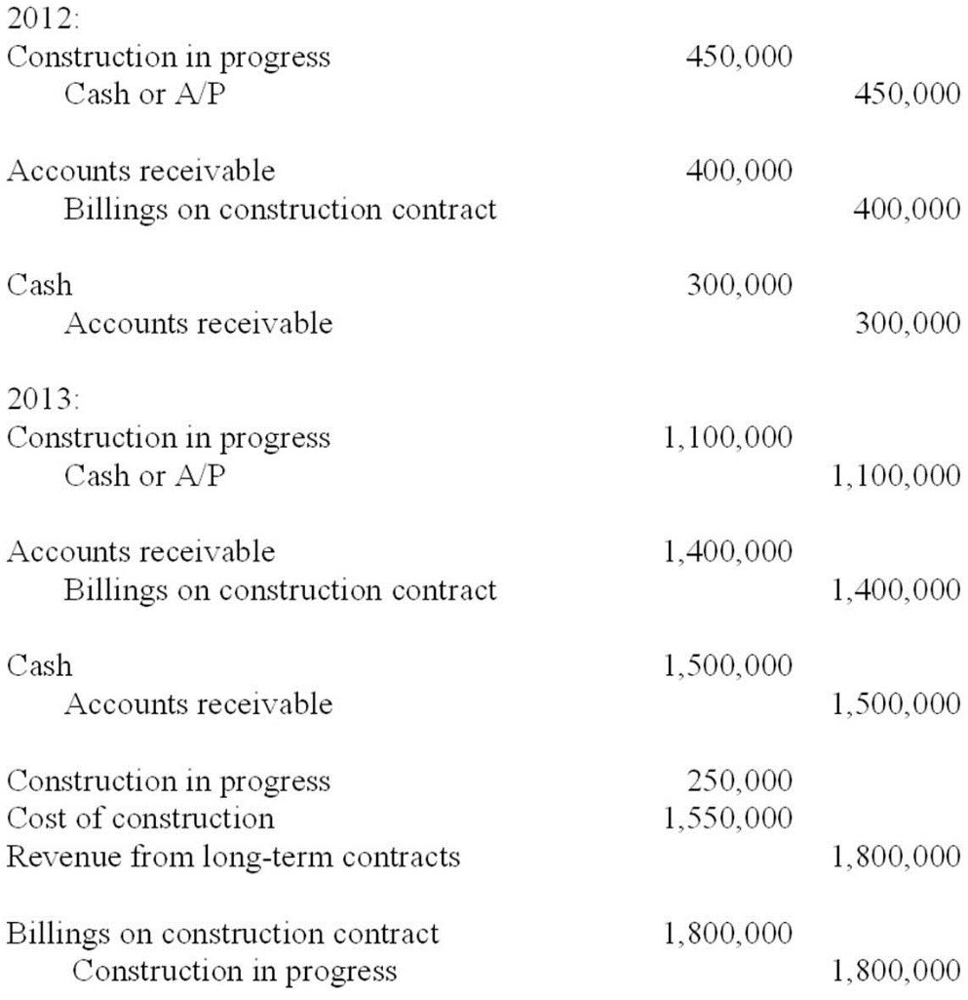 2012:
Construction in progress 450,000
Cash or A/P 450,000
Accounts receivable 400,000
Billings on construction contract 400,000
Cash 300,000
Accounts receivable 300,000
2013:
Construction in progress 1,100,000
Cash or A/P 1,100,000
Accounts receivable 1,400,000
Billings on construction contract 1,400,000
Cash 1,500,000
Accounts receivable 1,500,000
Construction in progress 250,000
Cost of construction 1,550,000
Revenue from long-term contracts 1,800,000
Billings on construction contract 1,800,000
Construction in progress 1,800,000